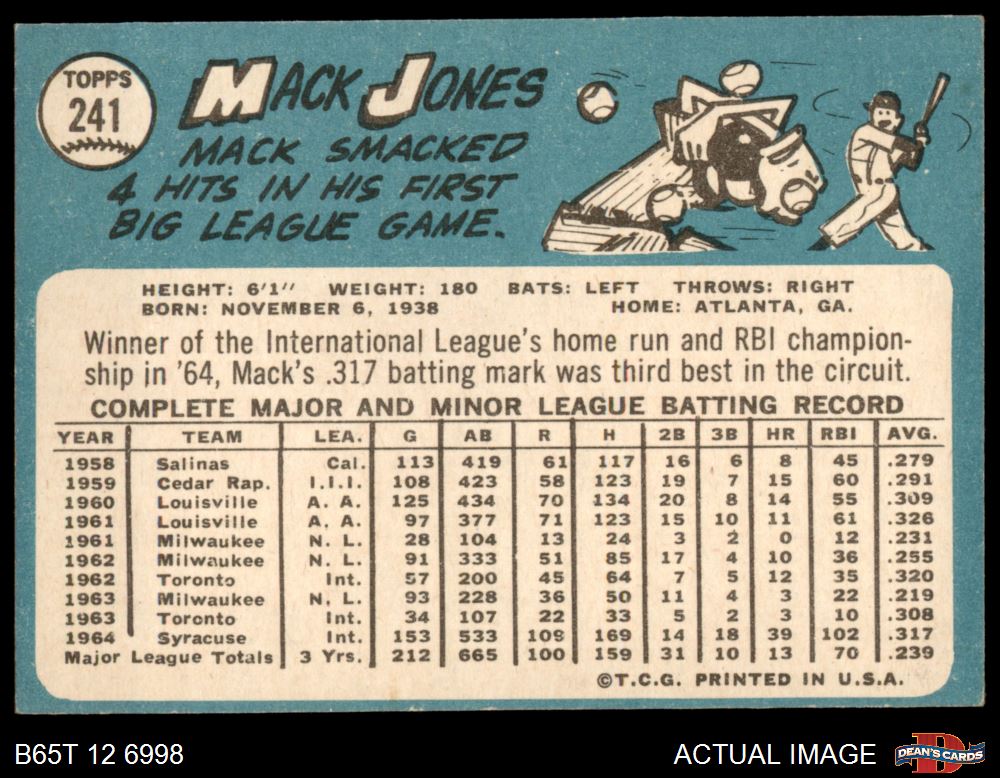 TOPPS
241
MACK JONES
MACK SMACKED
4 HITS IN HIS FIRST
BIG LEAGUE GAME.
HEIGHT: 6'1" WEIGHT: 180 BATS: LEFT THROWS: RIGHT
BORN: NOVEMBER 6, 1938 HOME: ATLANTA, GA.
Winner of the International League's home run and RBI champion-
ship in '64, Mack's .317 batting mark was third best in the circuit.
COMPLETE MAJOR AND MINOR LEAGUE BATTING RECORD
YEAR TEAM LEA. G AB R H 2B 3B HR RBI AVG.
1958 Salinas Cal. 113 419 61 117 16 6 8 45 .279
1959 Cedar Rap. I.I.I. 108 423 58 123 19 7 15 60 .291
1960 Louisville A. A. 125 434 70 134 20 8 14 55 .309
1961 Louisville A. A. 97 377 71 123 15 10 11 61 .326
1961 Milwaukee N. L. 28 104 13 24 3 2 0 12 .231
1962 Milwaukee N. L. 91 333 51 85 17 4 10 36 .255
1962 Toronto Int. 57 200 45 64 7 5 12 35 .320
1963 Milwaukee N. L. 93 228 36 50 11 4 3 22 .219
1963 Toronto Int. 34 107 22 33 5 2 3 10 .308
1964 Syracuse Int. 153 533 109 169 14 18 39 102 .317
Major League Totals 3 Yrs. 212 665 100 159 31 10 13 70 .239
©T.C.G. PRINTED IN U.S.A.
B65T 12 6998 ACTUAL IMAGE DEAN'S CARDS